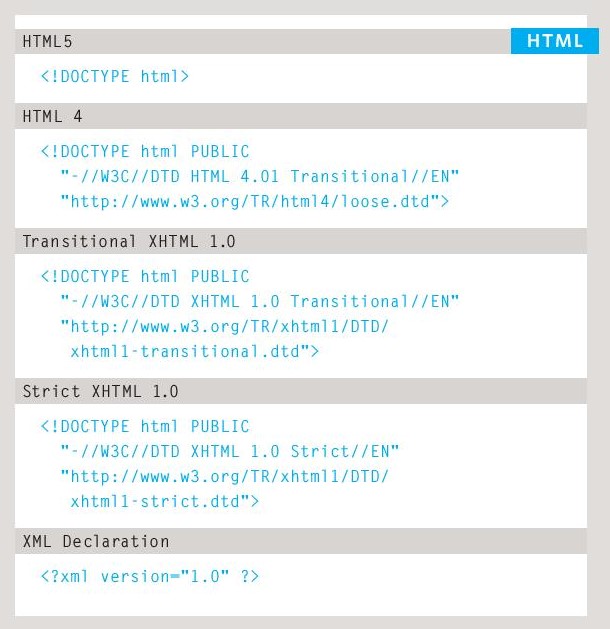 HTML5
HTML
<!DOCTYPE html>
HTML 4
<!DOCTYPE html PUBLIC
"-//W3C//DTD HTML 4.01 Transitional//EN"
"http://www.w3.org/TR/html4/loose.dtd">
Transitional XHTML 1.0
<!DOCTYPE html PUBLIC
"-//W3C//DTD XHTML 1.0 Transitional//EN"
"http://www.w3.org/TR/xhtml1/DTD/
xhtml1-transitional.dtd">
Strict XHTML 1.0
<!DOCTYPE html PUBLIC
"-//W3C//DTD XHTML 1.0 Strict//EN"
"http://www.w3.org/TR/xhtml1/DTD/
xhtml1-strict.dtd">
XML Declaration
<?xml version="1.0" ?>